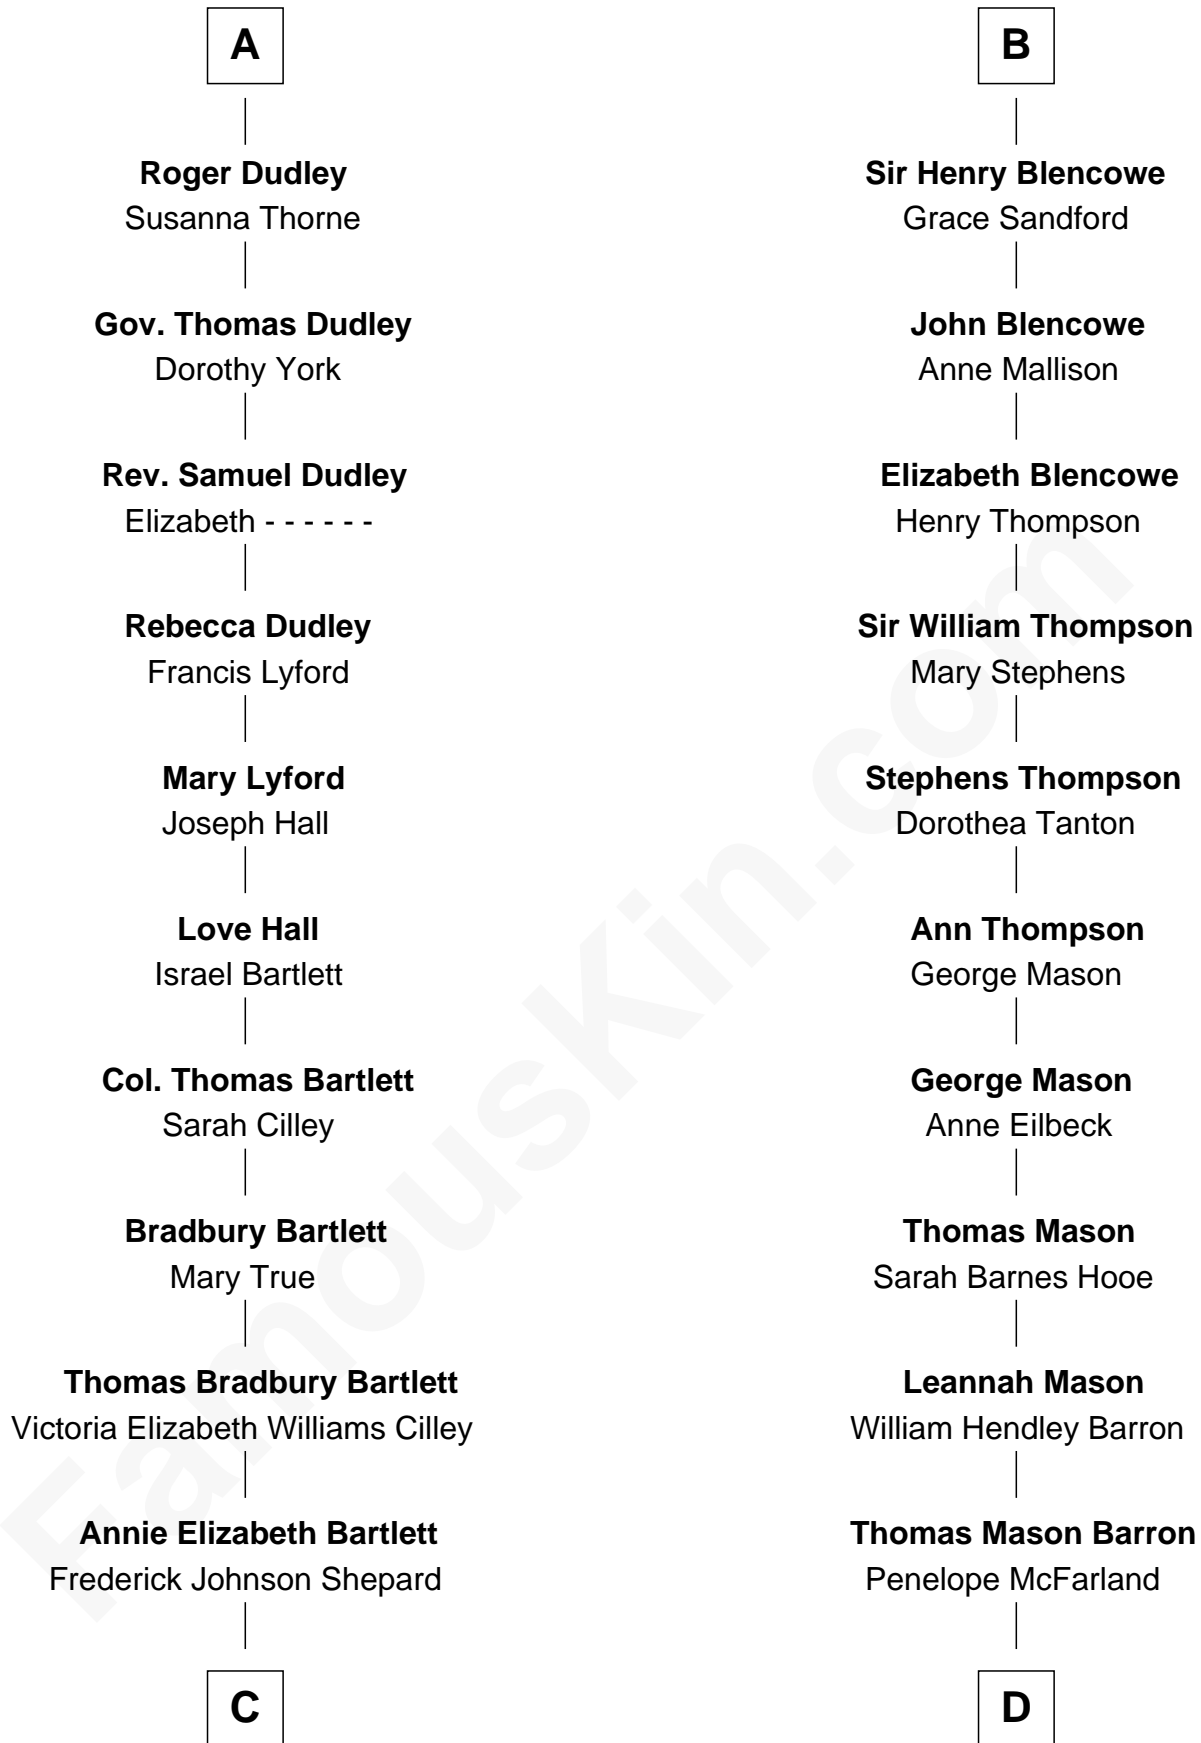 A
Roger Dudley
Susanna Thorne
Gov. Thomas Dudley
Dorothy York
Rev. Samuel Dudley
Elizabeth - - - - - -
Rebecca Dudley
Francis Lyford
Mary Lyford
Joseph Hall
Love Hall
Israel Bartlett
Col. Thomas Bartlett
Sarah Cilley
Bradbury Bartlett
Mary True
Thomas Bradbury Bartlett
Victoria Elizabeth Williams Cilley
Annie Elizabeth Bartlett
Frederick Johnson Shepard
C
B
Sir Henry Blencowe
Grace Sandford
John Blencowe
Anne Mallison
Elizabeth Blencowe
Henry Thompson
Sir William Thompson
Mary Stephens
Stephens Thompson
Dorothea Tanton
Ann Thompson
George Mason
George Mason
Anne Eilbeck
Thomas Mason
Sarah Barnes Hooe
Leannah Mason
William Hendley Barron
Thomas Mason Barron
Penelope McFarland
D
FamousKin.com